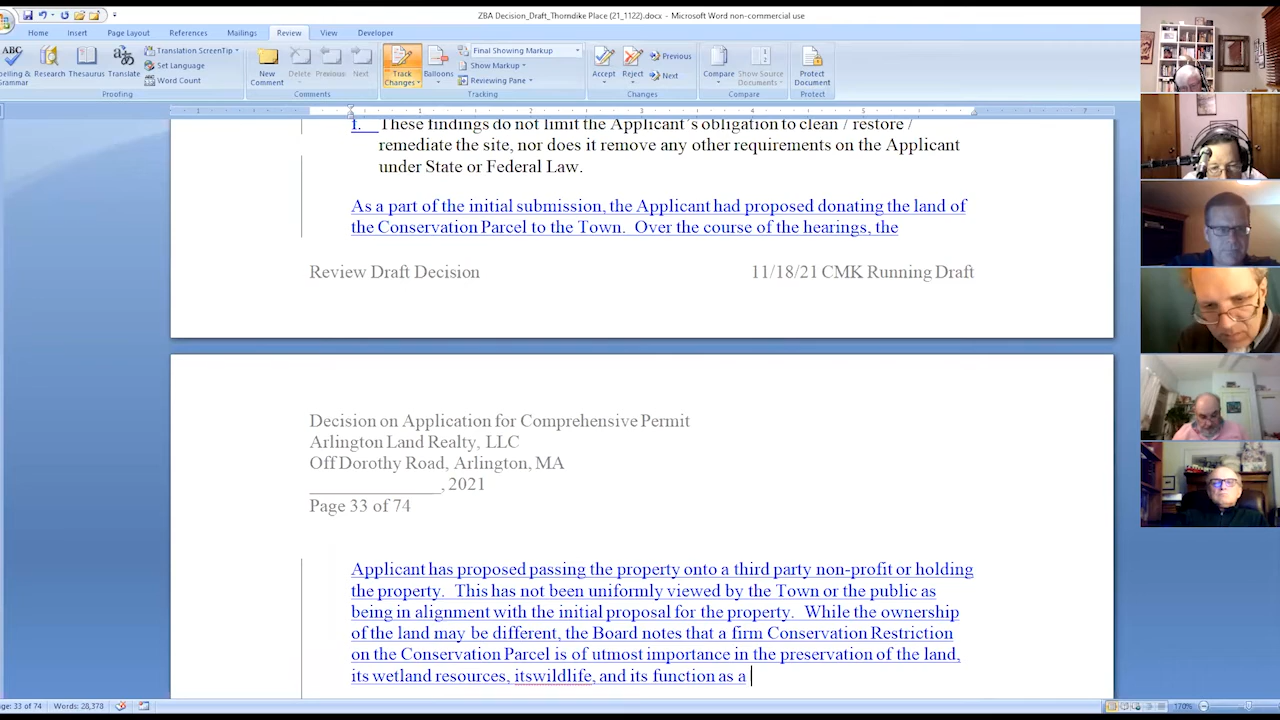 ZBA Decision_Draft_Thorndike Place (21_1122).docx - Microsoft Word non-commercial use
Home Insert Page Layout References Mailings Review View Developer
ABC Spelling & Grammar Research Thesaurus Translate
Translation ScreenTip
Set Language
Word Count
Proofing
New Comment Delete Previous Next
Comments
Track Changes Balloons
Final Showing Markup
Show Markup
Reviewing Pane
Tracking
Accept Reject Previous
Next
Changes
Compare Show Source Documents
Compare
Protect Document
Protect
f. These findings do not limit the Applicant's obligation to clean / restore /
remediate the site, nor does it remove any other requirements on the Applicant
under State or Federal Law.
As a part of the initial submission, the Applicant had proposed donating the land of
the Conservation Parcel to the Town. Over the course of the hearings, the
Review Draft Decision 11/18/21 CMK Running Draft
Decision on Application for Comprehensive Permit
Arlington Land Realty, LLC
Off Dorothy Road, Arlington, MA
_______________, 2021
Page 33 of 74
Applicant has proposed passing the property onto a third party non-profit or holding
the property. This has not been uniformly viewed by the Town or the public as
being in alignment with the initial proposal for the property. While the ownership
of the land may be different, the Board notes that a firm Conservation Restriction
on the Conservation Parcel is of utmost importance in the preservation of the land,
its wetland resources, itswildlife, and its function as a
Page: 33 of 74 Words: 28,378 170%